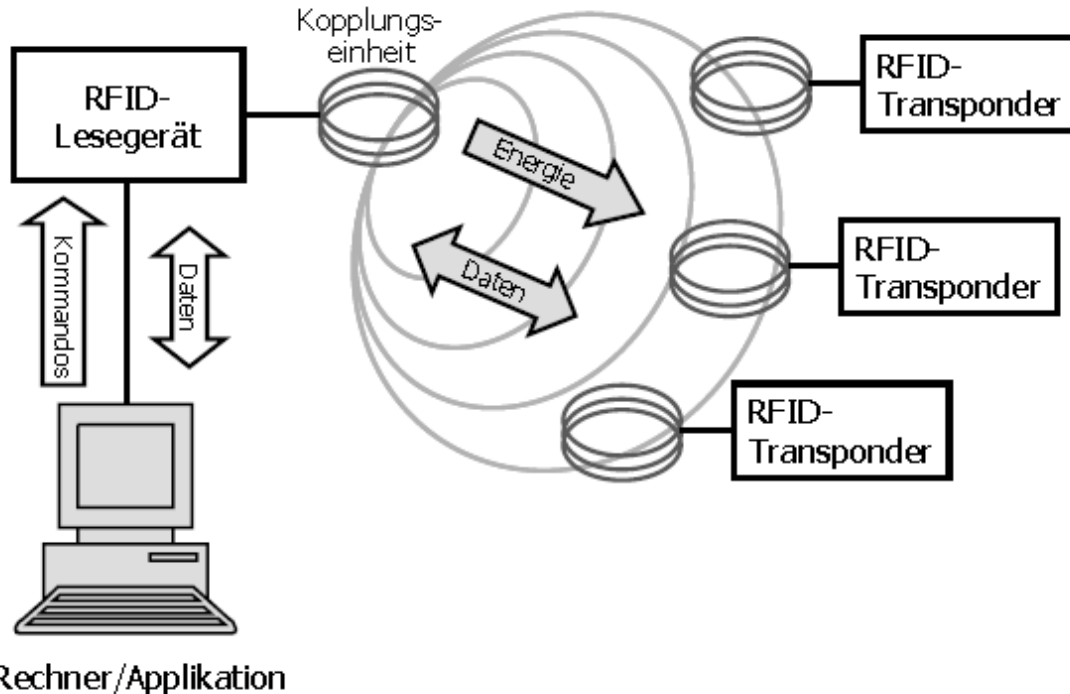 Kopplungs-
einheit
RFID-
Lesegerät
RFID-
Transponder
Energie
Daten
RFID-
Transponder
Kommandos
Daten
RFID-
Transponder
Rechner/Applikation